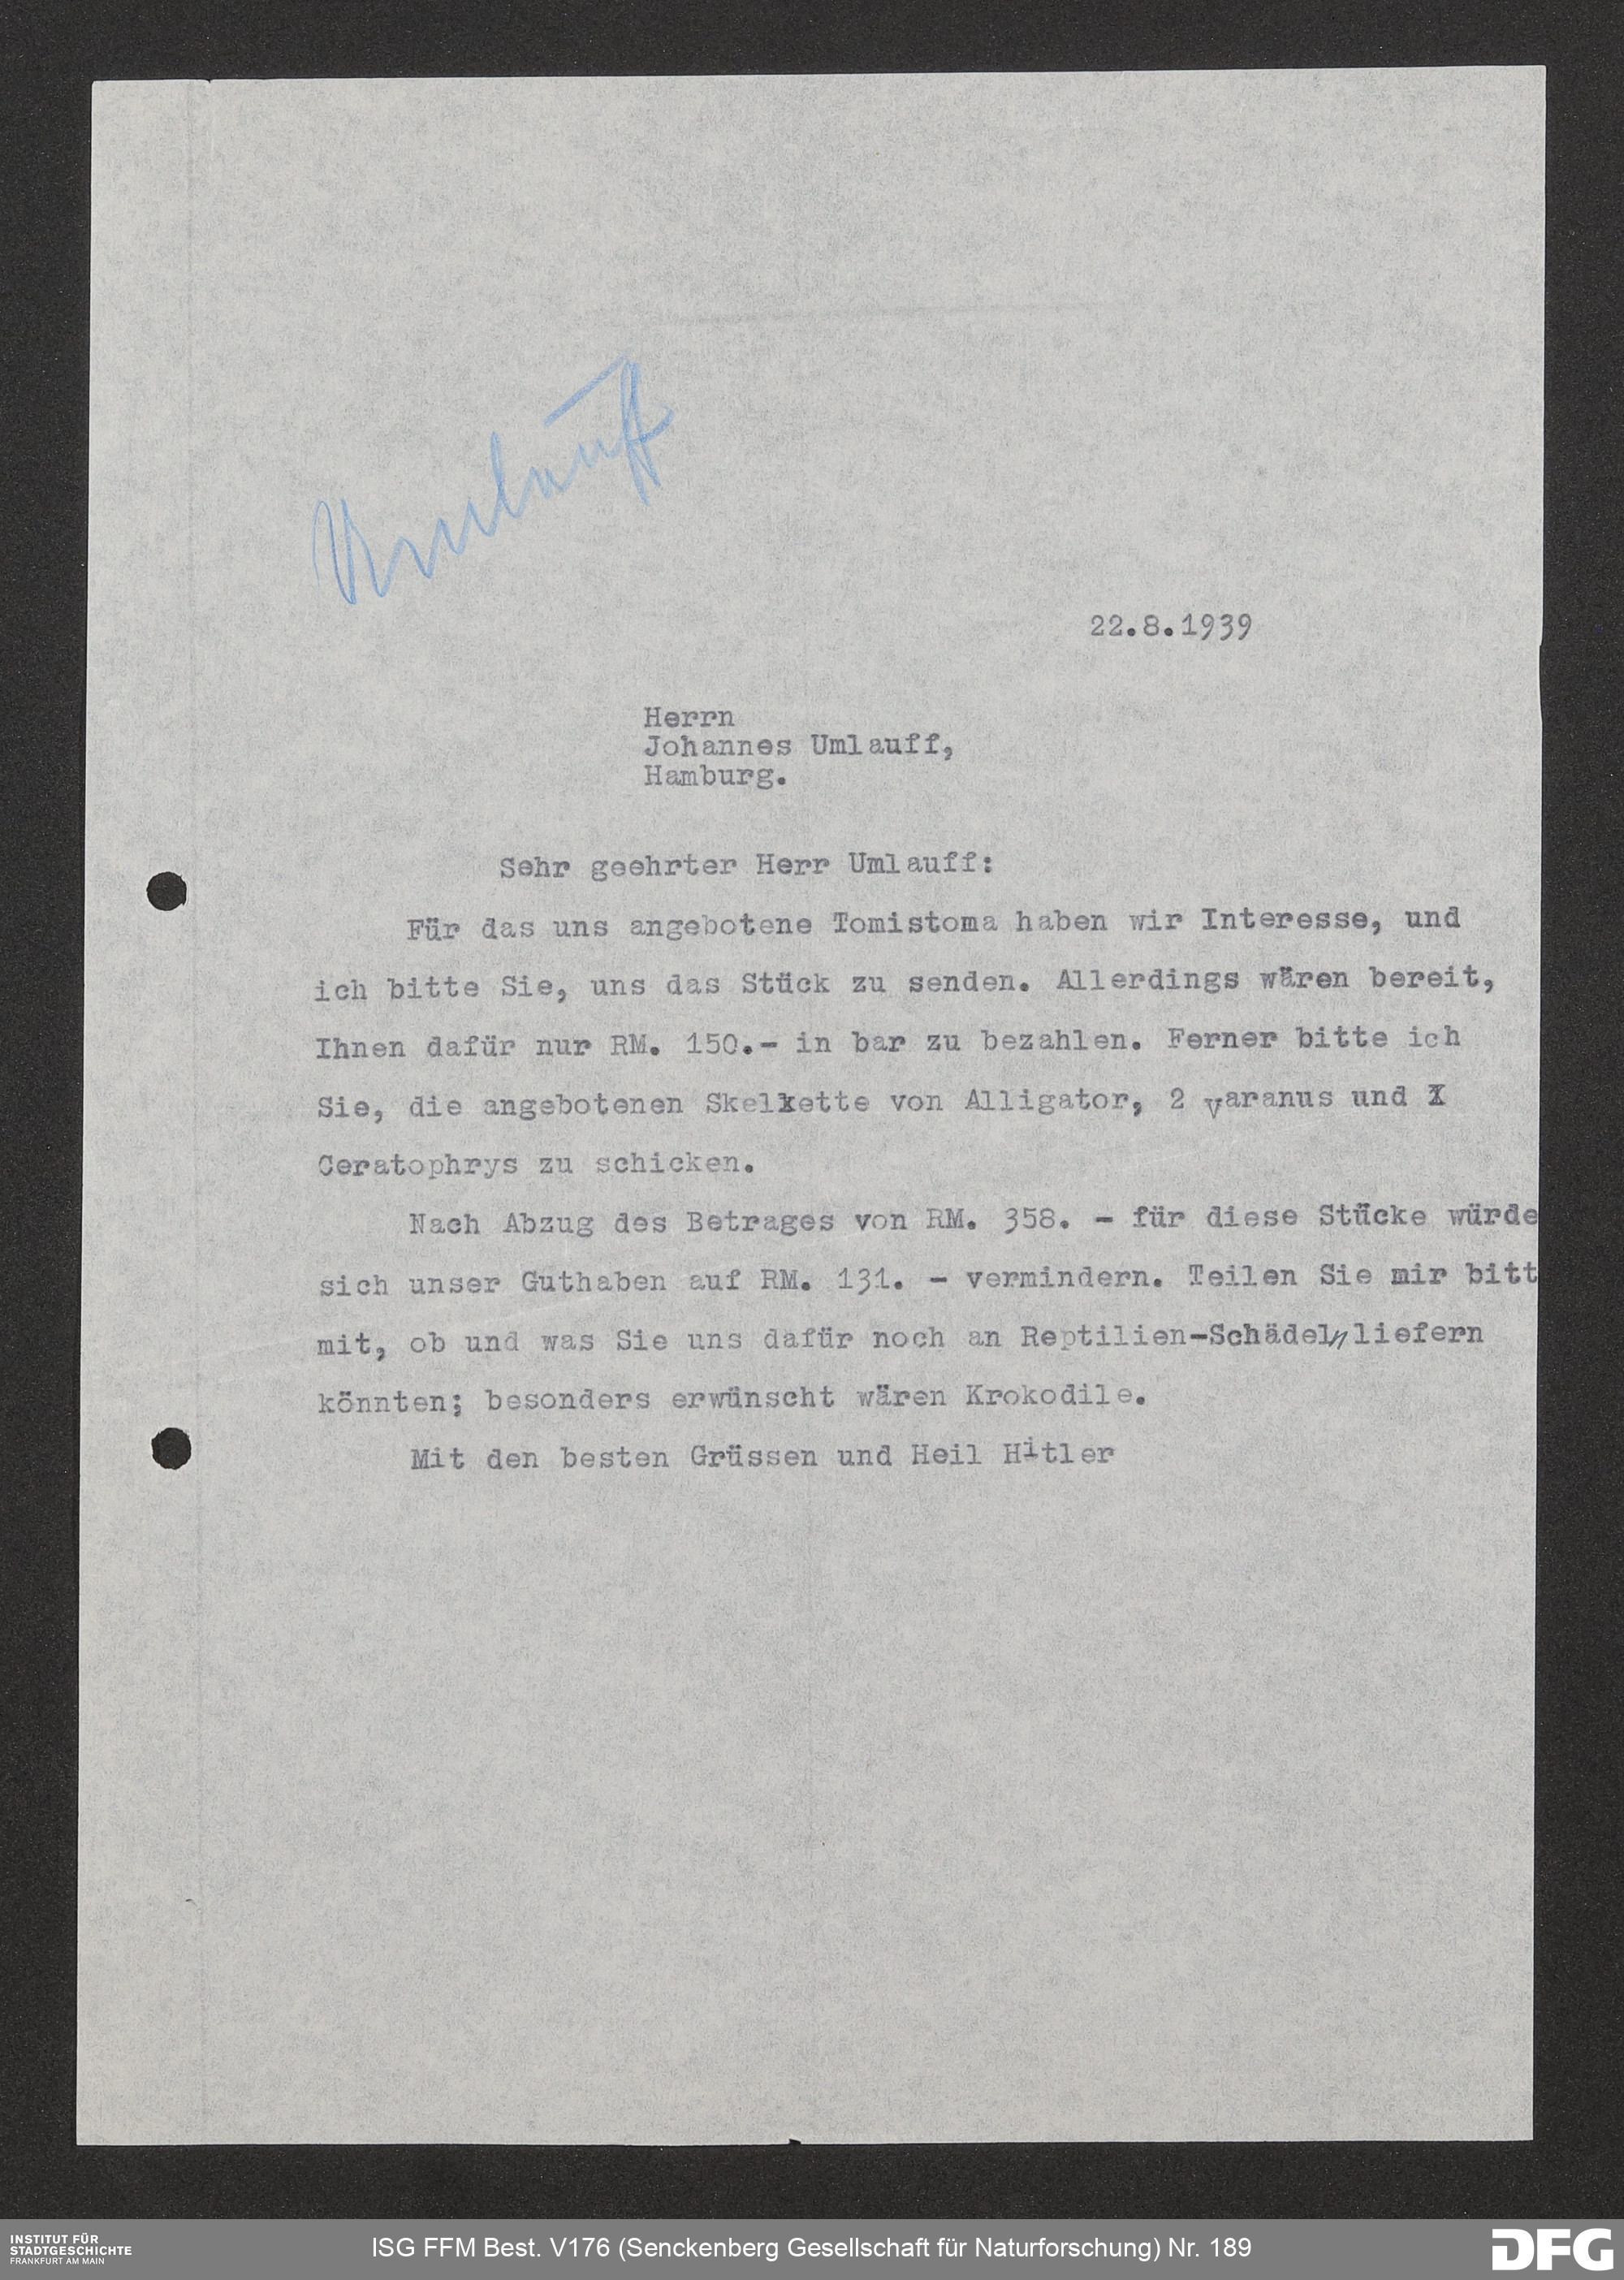 Umlauff
22.8.1939
Herrn
Johannes Umlauff,
Hamburg.
Sehr geehrter Herr Umlauff:
Für das uns angebotene Tomistoma haben wir Interesse, und
ich bitte Sie, uns das Stück zu senden. Allerdings wären bereit,
Ihnen dafür nur RM. 150.- in bar zu bezahlen. Ferner bitte ich
Sie, die angebotenen Skelxette von Alligator, 2 Varanus und X
Ceratophrys zu schicken.
Nach Abzug des Betrages von RM. 358. - für diese Stücke würde
sich unser Guthaben auf RM. 131. - vermindern. Teilen Sie mir bitt
mit, ob und was Sie uns dafür noch an Reptilien-Schädeln liefern
könnten; besonders erwünscht wären Krokodile.
Mit den besten Grüssen und Heil Hitler
INSTITUT FÜR
STADTGESCHICHTE
FRANKFURT AM MAIN
ISG FFM Best. V176 (Senckenberg Gesellschaft für Naturforschung) Nr. 189
DFG